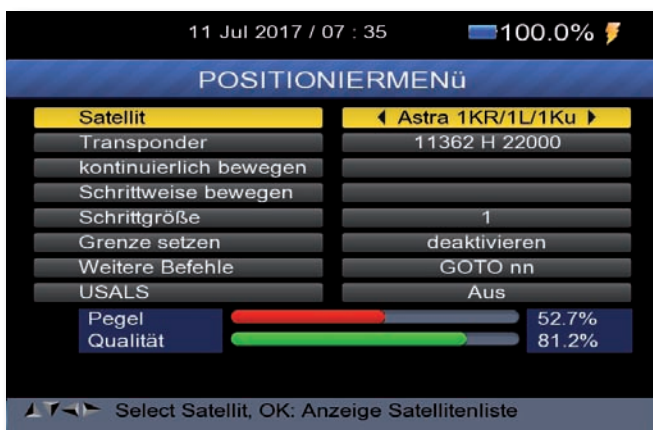 11 Jul 2017 / 07 : 35 100.0%
POSITIONIERMENü
Satellit Astra 1KR/1L/1Ku
Transponder 11362 H 22000
kontinuierlich bewegen
Schrittweise bewegen
Schrittgröße 1
Grenze setzen deaktivieren
Weitere Befehle GOTO nn
USALS Aus
Pegel 52.7%
Qualität 81.2%
Select Satellit, OK: Anzeige Satellitenliste